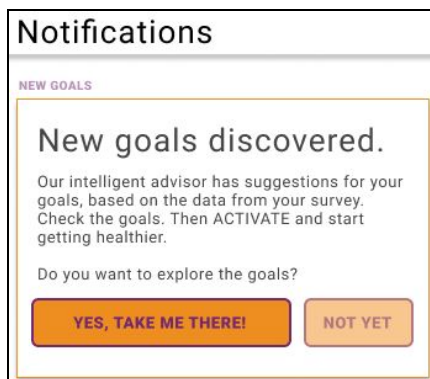 Notifications
NEW GOALS
New goals discovered.
Our intelligent advisor has suggestions for your
goals, based on the data from your survey.
Check the goals. Then ACTIVATE and start
getting healthier.
Do you want to explore the goals?
YES, TAKE ME THERE!
NOT YET